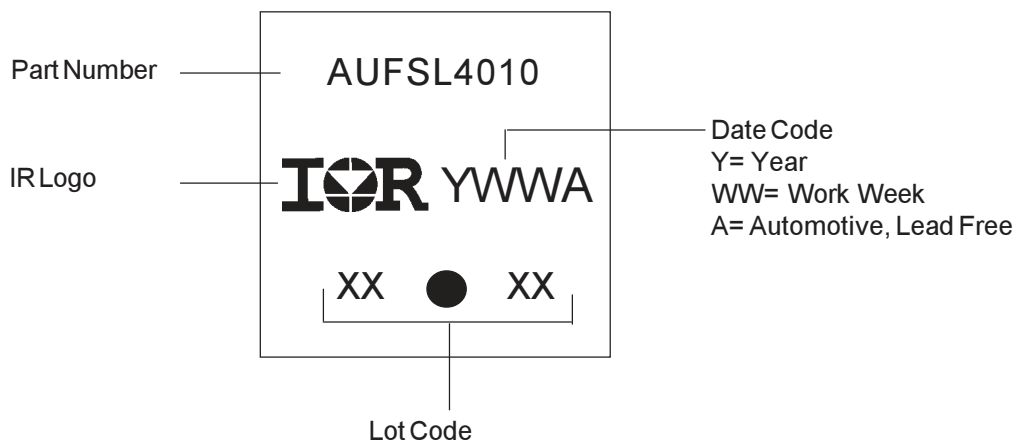 Part Number
AUFSL4010
IR Logo
IOR YWWA
Date Code
Y= Year
WW= Work Week
A= Automotive, Lead Free
XX XX
Lot Code